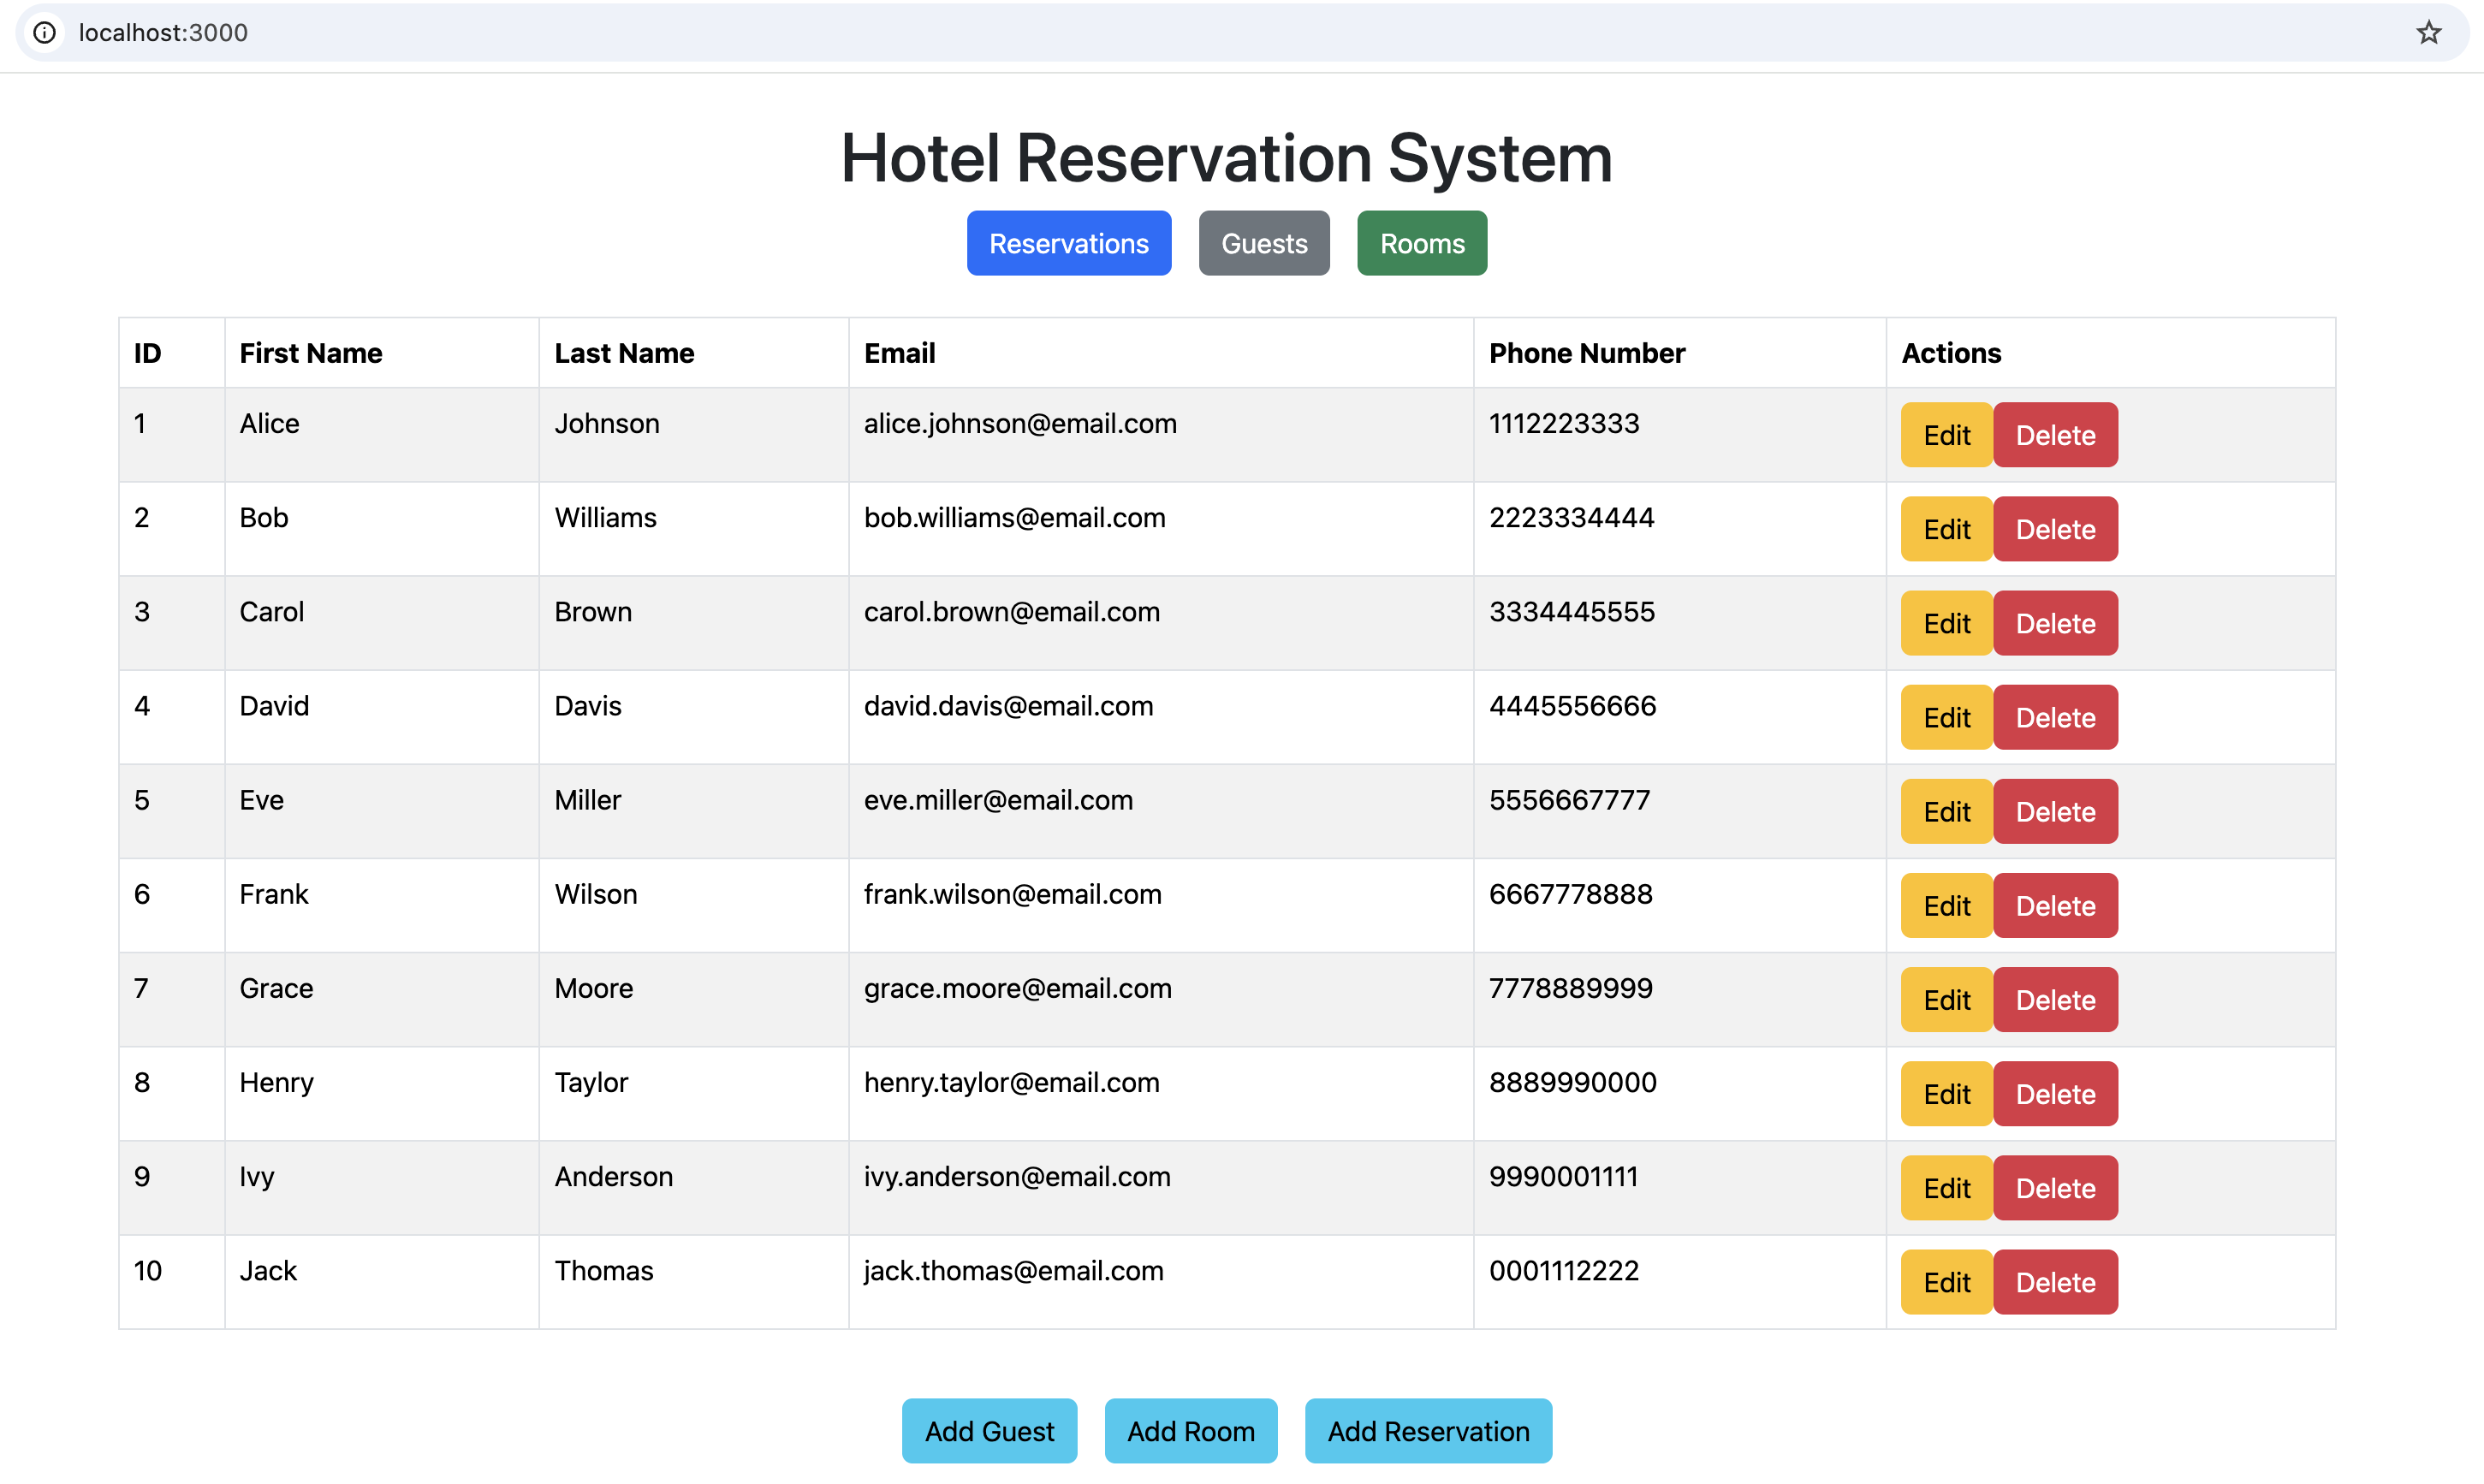 localhost:3000
Hotel Reservation System
Reservations Guests Rooms
ID First Name Last Name Email Phone Number Actions
1 Alice Johnson alice.johnson@email.com 1112223333 Edit Delete
2 Bob Williams bob.williams@email.com 2223334444 Edit Delete
3 Carol Brown carol.brown@email.com 3334445555 Edit Delete
4 David Davis david.davis@email.com 4445556666 Edit Delete
5 Eve Miller eve.miller@email.com 5556667777 Edit Delete
6 Frank Wilson frank.wilson@email.com 6667778888 Edit Delete
7 Grace Moore grace.moore@email.com 7778889999 Edit Delete
8 Henry Taylor henry.taylor@email.com 8889990000 Edit Delete
9 Ivy Anderson ivy.anderson@email.com 9990001111 Edit Delete
10 Jack Thomas jack.thomas@email.com 0001112222 Edit Delete
Add Guest Add Room Add Reservation